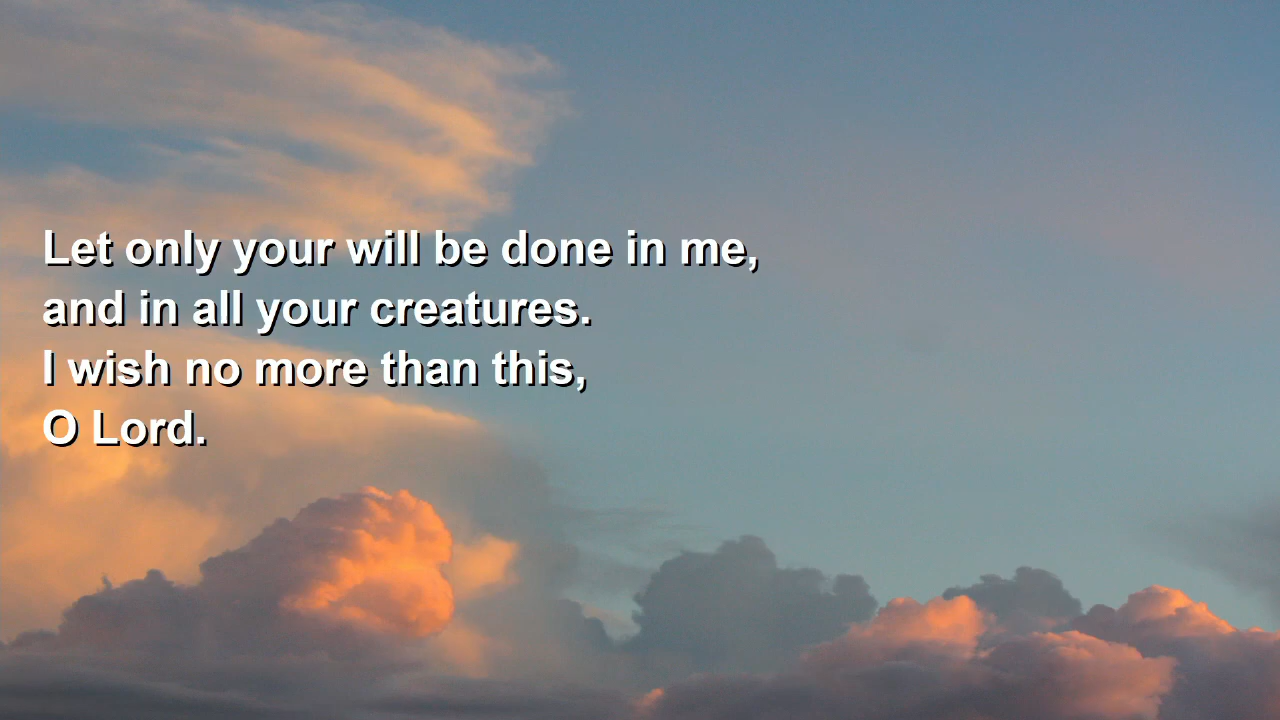 Let only your will be done in me,
and in all your creatures.
I wish no more than this,
O Lord.